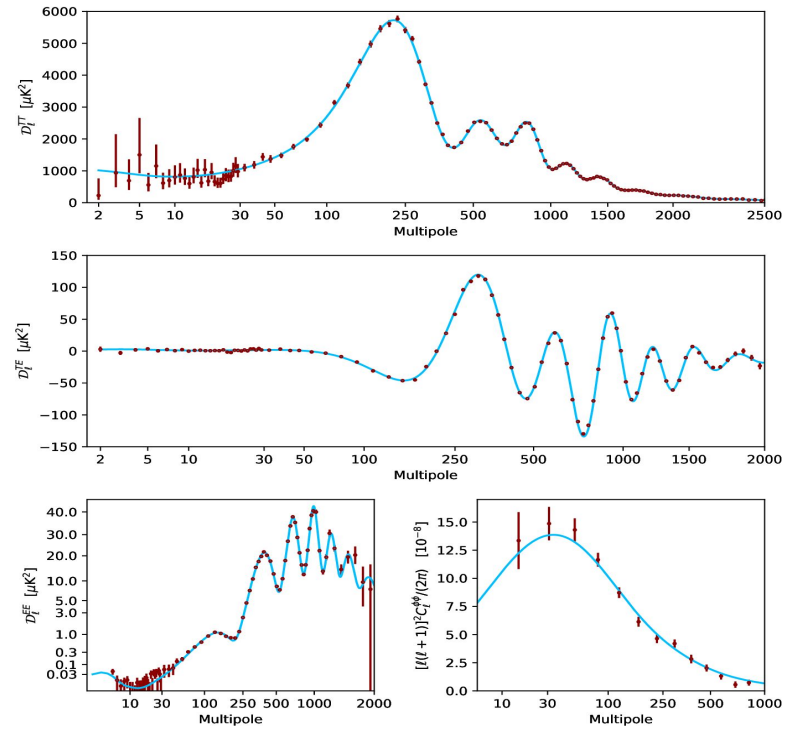 6000
5000
4000
3000
2000
1000
0
𝒟ℓ^TT [μK²]
2 5 10 30 50 100 250 500 1000 1500 2000 2500
Multipole
150
100
50
0
−50
−100
−150
𝒟ℓ^TE [μK²]
2 5 10 30 50 100 250 500 1000 1500 2000
Multipole
40.0
30.0
20.0
10.0
5.0
3.0
1.0
0.3
0.1
0.03
𝒟ℓ^EE [μK²]
10 30 100 250 500 1000 2000
Multipole
15.0
12.5
10.0
7.5
5.0
2.5
0.0
[ℓ(ℓ + 1)]²Cℓ^ϕϕ/(2π) [10⁻⁸]
10 30 100 250 500 1000
Multipole